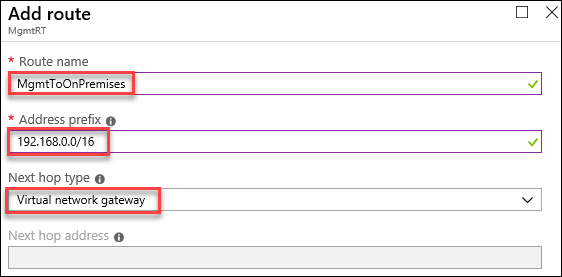 Add route
MgmtRT
* Route name
MgmtToOnPremises
* Address prefix
192.168.0.0/16
Next hop type
Virtual network gateway
Next hop address